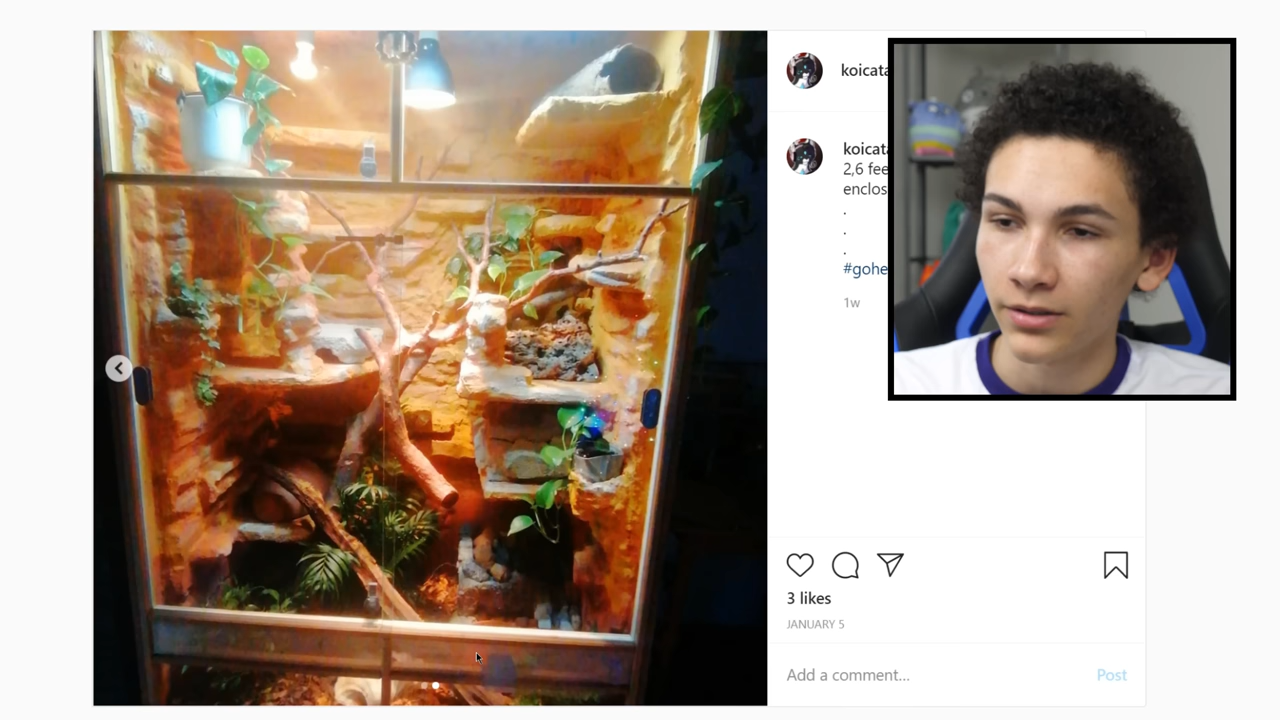 koicata
koicata
2,6 fee
enclos
.
.
.
#gohe
1w
3 likes
JANUARY 5
Add a comment...
Post